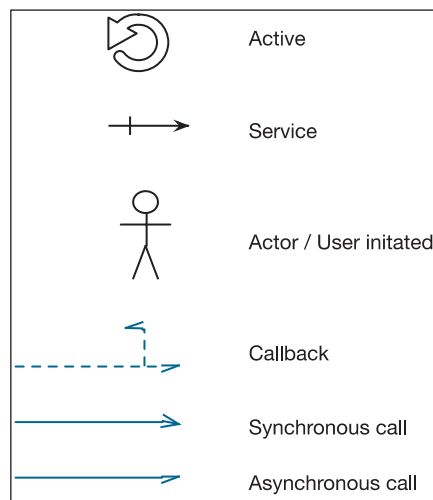 Active
Service
Actor / User initated
Callback
Synchronous call
Asynchronous call